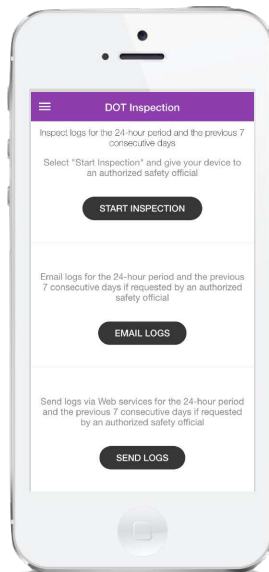 DOT Inspection
Inspect logs for the 24-hour period and the previous 7
consecutive days
Select "Start Inspection" and give your device to
an authorized safety official
START INSPECTION
Email logs for the 24-hour period and the previous
7 consecutive days if requested by an authorized
safety official
EMAIL LOGS
Send logs via Web services for the 24-hour period
and the previous 7 consecutive days if requested
by an authorized safety official
SEND LOGS